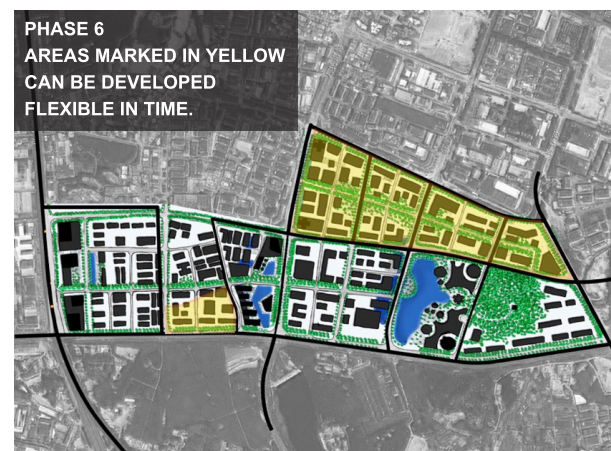 PHASE 6
AREAS MARKED IN YELLOW
CAN BE DEVELOPED
FLEXIBLE IN TIME.